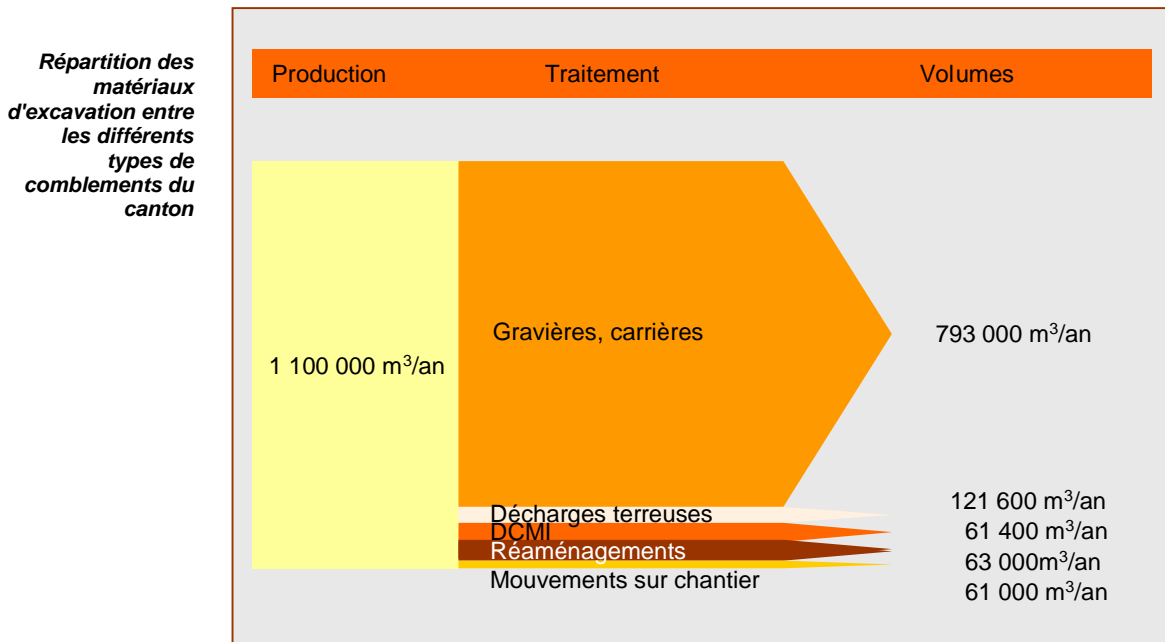 Répartition des
matériaux
d'excavation entre
les différents
types de
comblements du
canton
Production Traitement Volumes
Gravières, carrières 793 000 m³/an
1 100 000 m³/an
Décharges terreuses 121 600 m³/an
DCMI 61 400 m³/an
Réaménagements 63 000m³/an
Mouvements sur chantier 61 000 m³/an